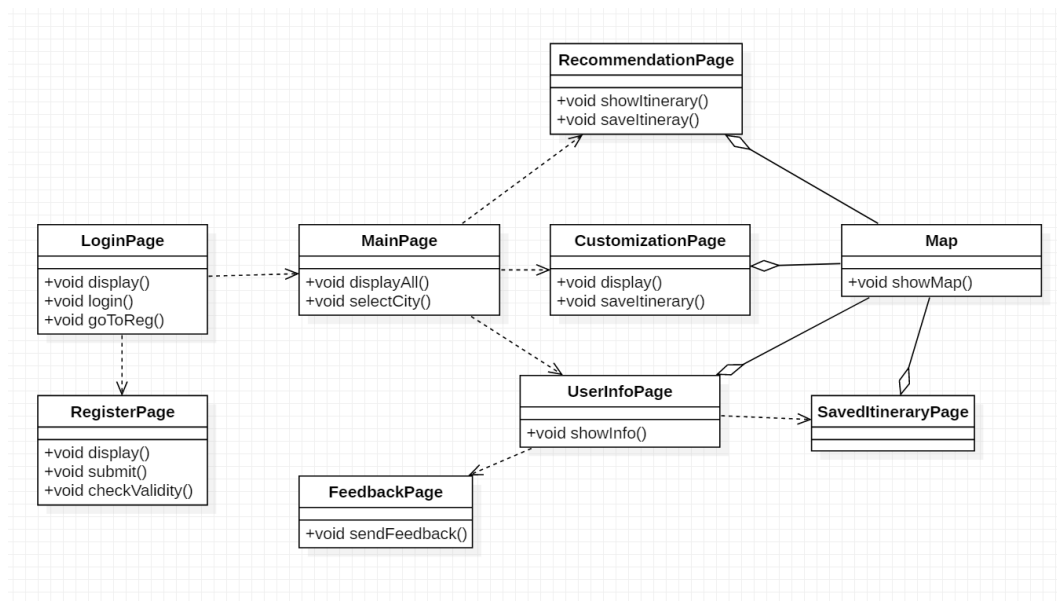 RecommendationPage
+void showItinerary()
+void saveItineray()
LoginPage
+void display()
+void login()
+void goToReg()
MainPage
+void displayAll()
+void selectCity()
CustomizationPage
+void display()
+void saveItinerary()
Map
+void showMap()
RegisterPage
+void display()
+void submit()
+void checkValidity()
UserInfoPage
+void showInfo()
SavedItineraryPage
FeedbackPage
+void sendFeedback()